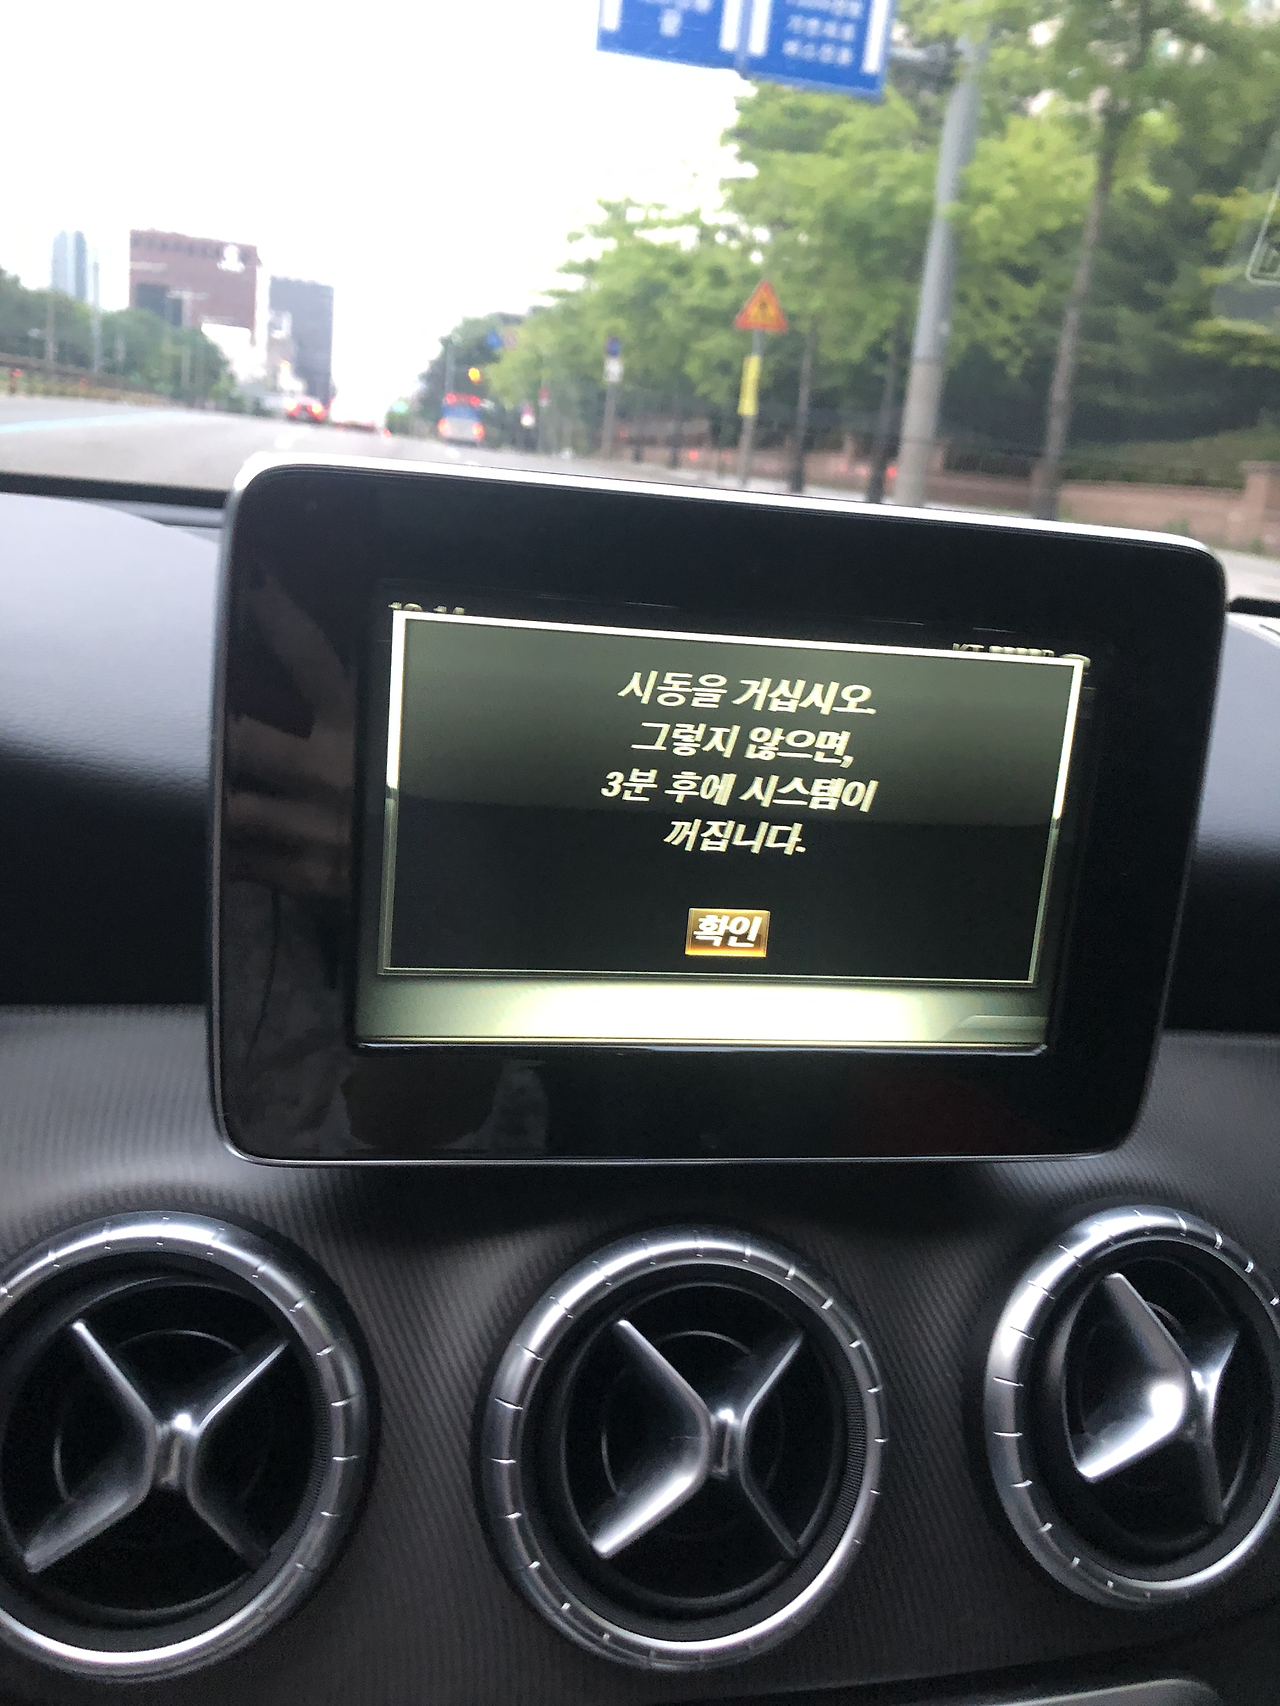 시동을 거십시오.
그렇지 않으면,
3분 후에 시스템이
꺼집니다.
확인